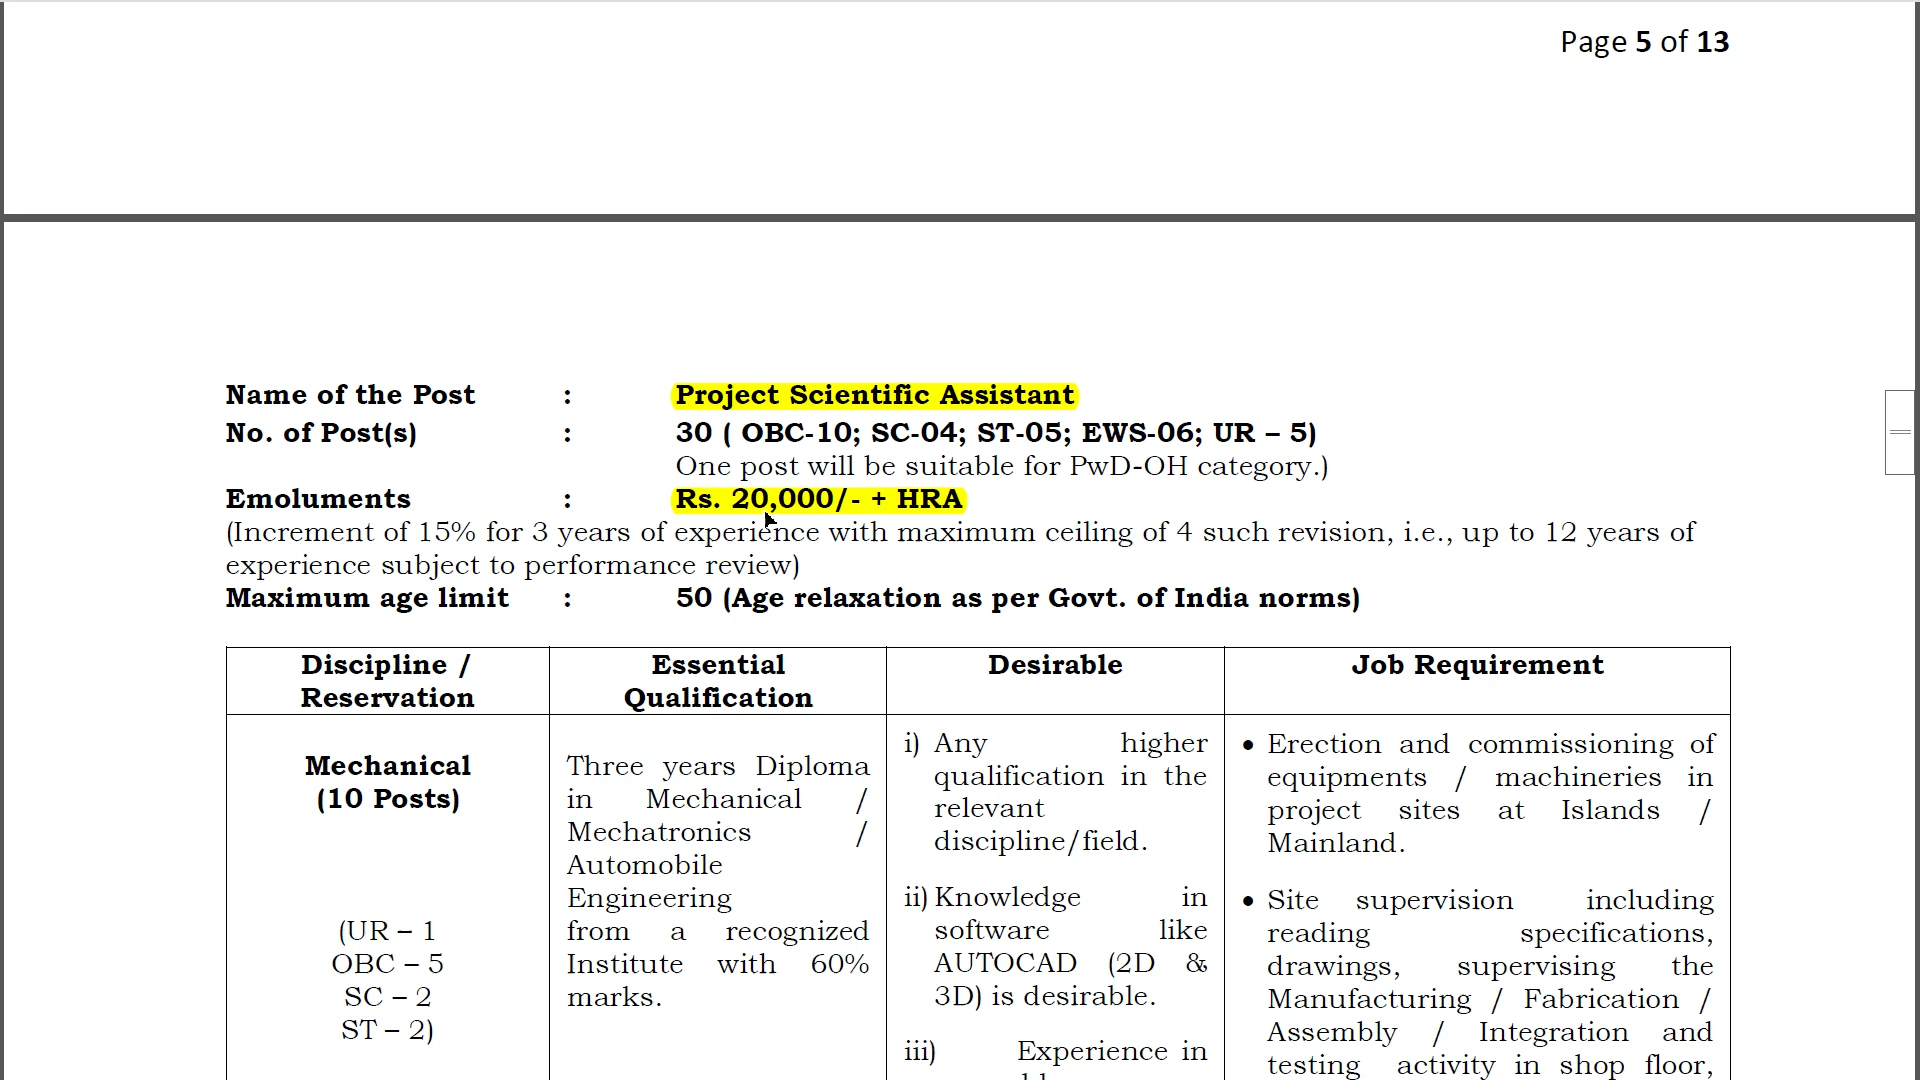 Page 5 of 13
Name of the Post : Project Scientific Assistant
No. of Post(s) : 30 ( OBC-10; SC-04; ST-05; EWS-06; UR – 5)
One post will be suitable for PwD-OH category.)
Emoluments : Rs. 20,000/- + HRA
(Increment of 15% for 3 years of experience with maximum ceiling of 4 such revision, i.e., up to 12 years of
experience subject to performance review)
Maximum age limit : 50 (Age relaxation as per Govt. of India norms)
Discipline /
Reservation
Essential
Qualification
Desirable
Job Requirement
Mechanical
(10 Posts)
(UR – 1
OBC – 5
SC – 2
ST – 2)
Three years Diploma
in Mechanical /
Mechatronics /
Automobile
Engineering
from a recognized
Institute with 60%
marks.
i) Any higher
qualification in the
relevant
discipline/field.
ii) Knowledge in
software like
AUTOCAD (2D &
3D) is desirable.
iii) Experience in
• Erection and commissioning of
equipments / machineries in
project sites at Islands /
Mainland.
• Site supervision including
reading specifications,
drawings, supervising the
Manufacturing / Fabrication /
Assembly / Integration and
testing activity in shop floor,